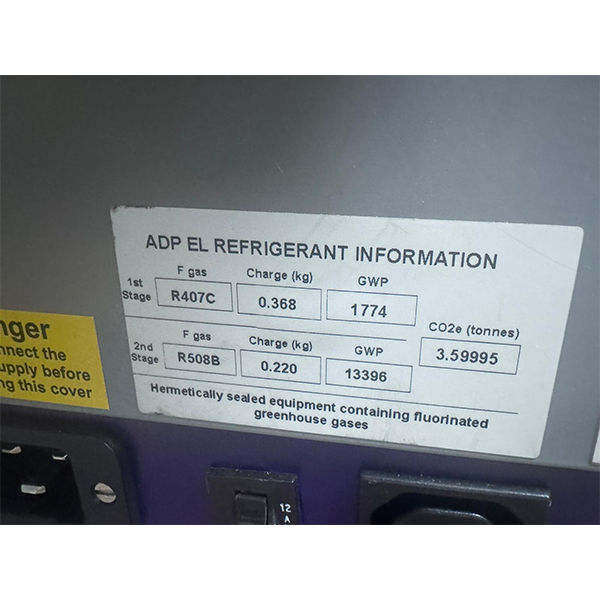 ADP EL REFRIGERANT INFORMATION
F gas Charge (kg) GWP
1st Stage R407C 0.368 1774
CO2e (tonnes)
F gas Charge (kg) GWP
2nd Stage R508B 0.220 13396 3.59995
Hermetically sealed equipment containing fluorinated
greenhouse gases
nger
nnect the
upply before
ng this cover
12
A